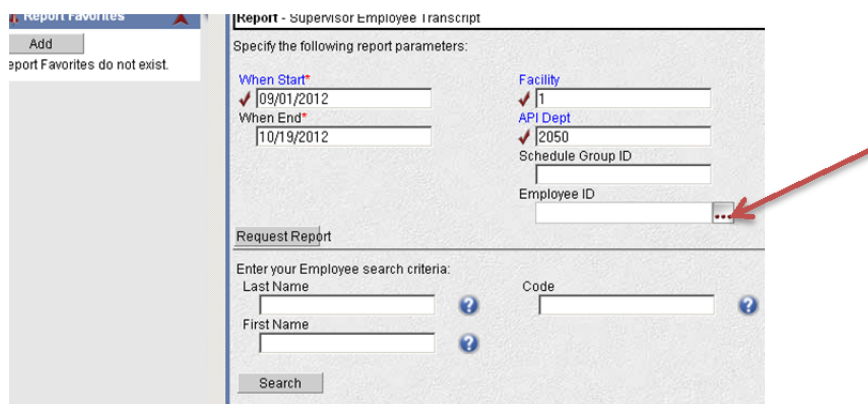 Report Favorites
Add
eport Favorites do not exist.
Report - Supervisor Employee Transcript
Specify the following report parameters:
When Start*
09/01/2012
When End*
10/19/2012
Facility
1
API Dept
2050
Schedule Group ID
Employee ID
...
Request Report
Enter your Employee search criteria:
Last Name
?
Code
?
First Name
?
Search